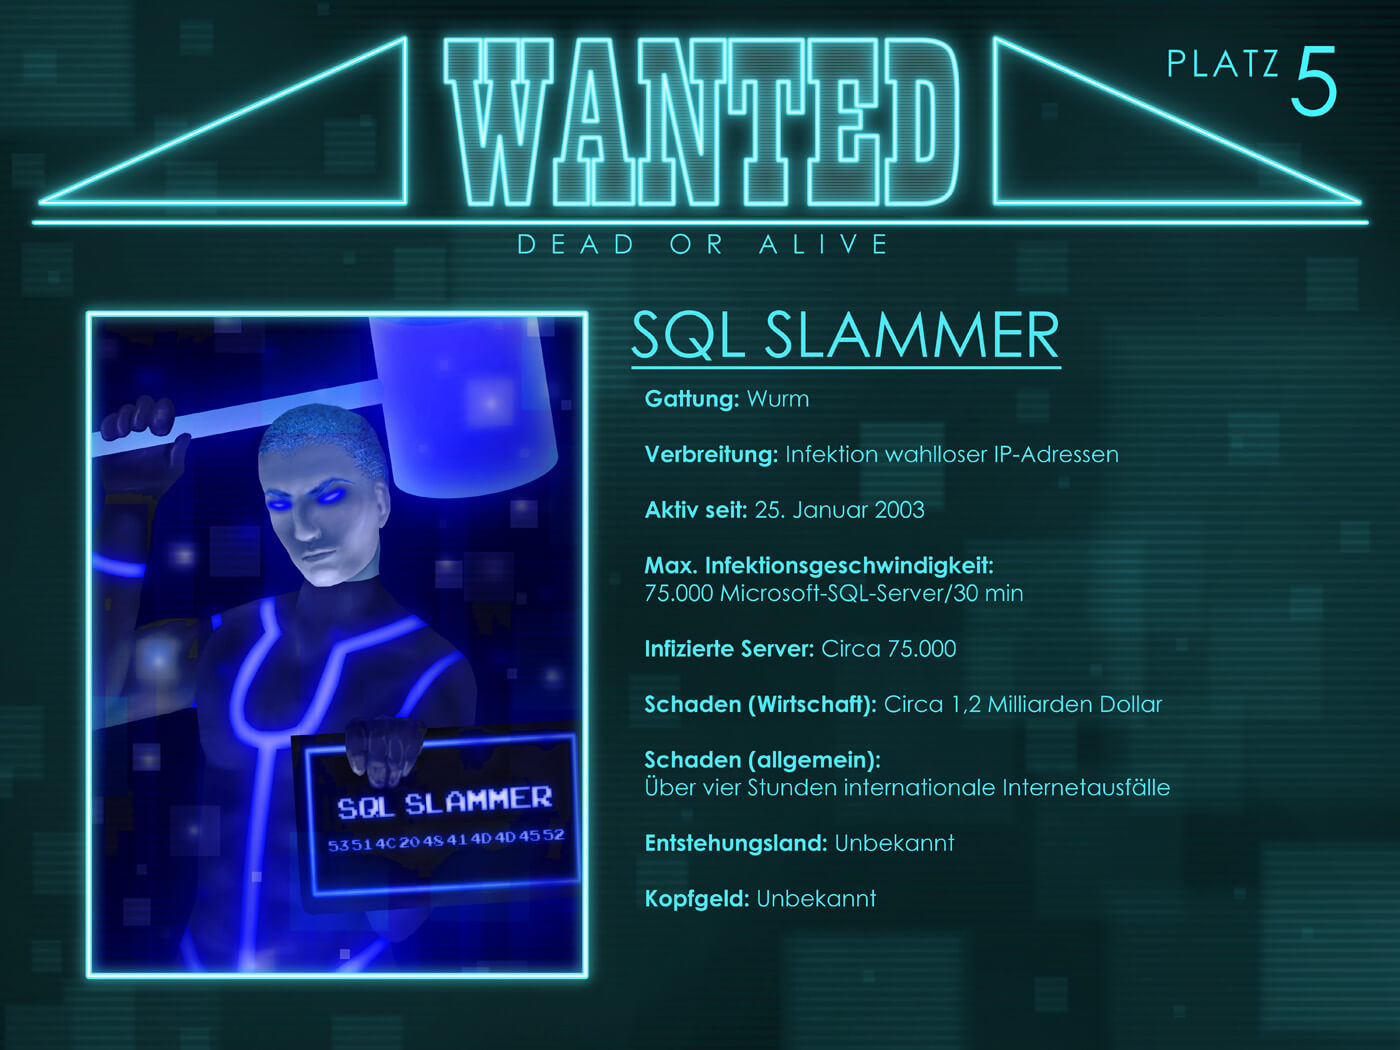 WANTED
PLATZ 5
DEAD OR ALIVE
SQL SLAMMER
Gattung: Wurm
Verbreitung: Infektion wahlloser IP-Adressen
Aktiv seit: 25. Januar 2003
Max. Infektionsgeschwindigkeit:
75.000 Microsoft-SQL-Server/30 min
Infizierte Server: Circa 75.000
Schaden (Wirtschaft): Circa 1,2 Milliarden Dollar
Schaden (allgemein):
Über vier Stunden internationale Internetausfälle
Entstehungsland: Unbekannt
Kopfgeld: Unbekannt
SQL SLAMMER
53514C2048414D4D4552